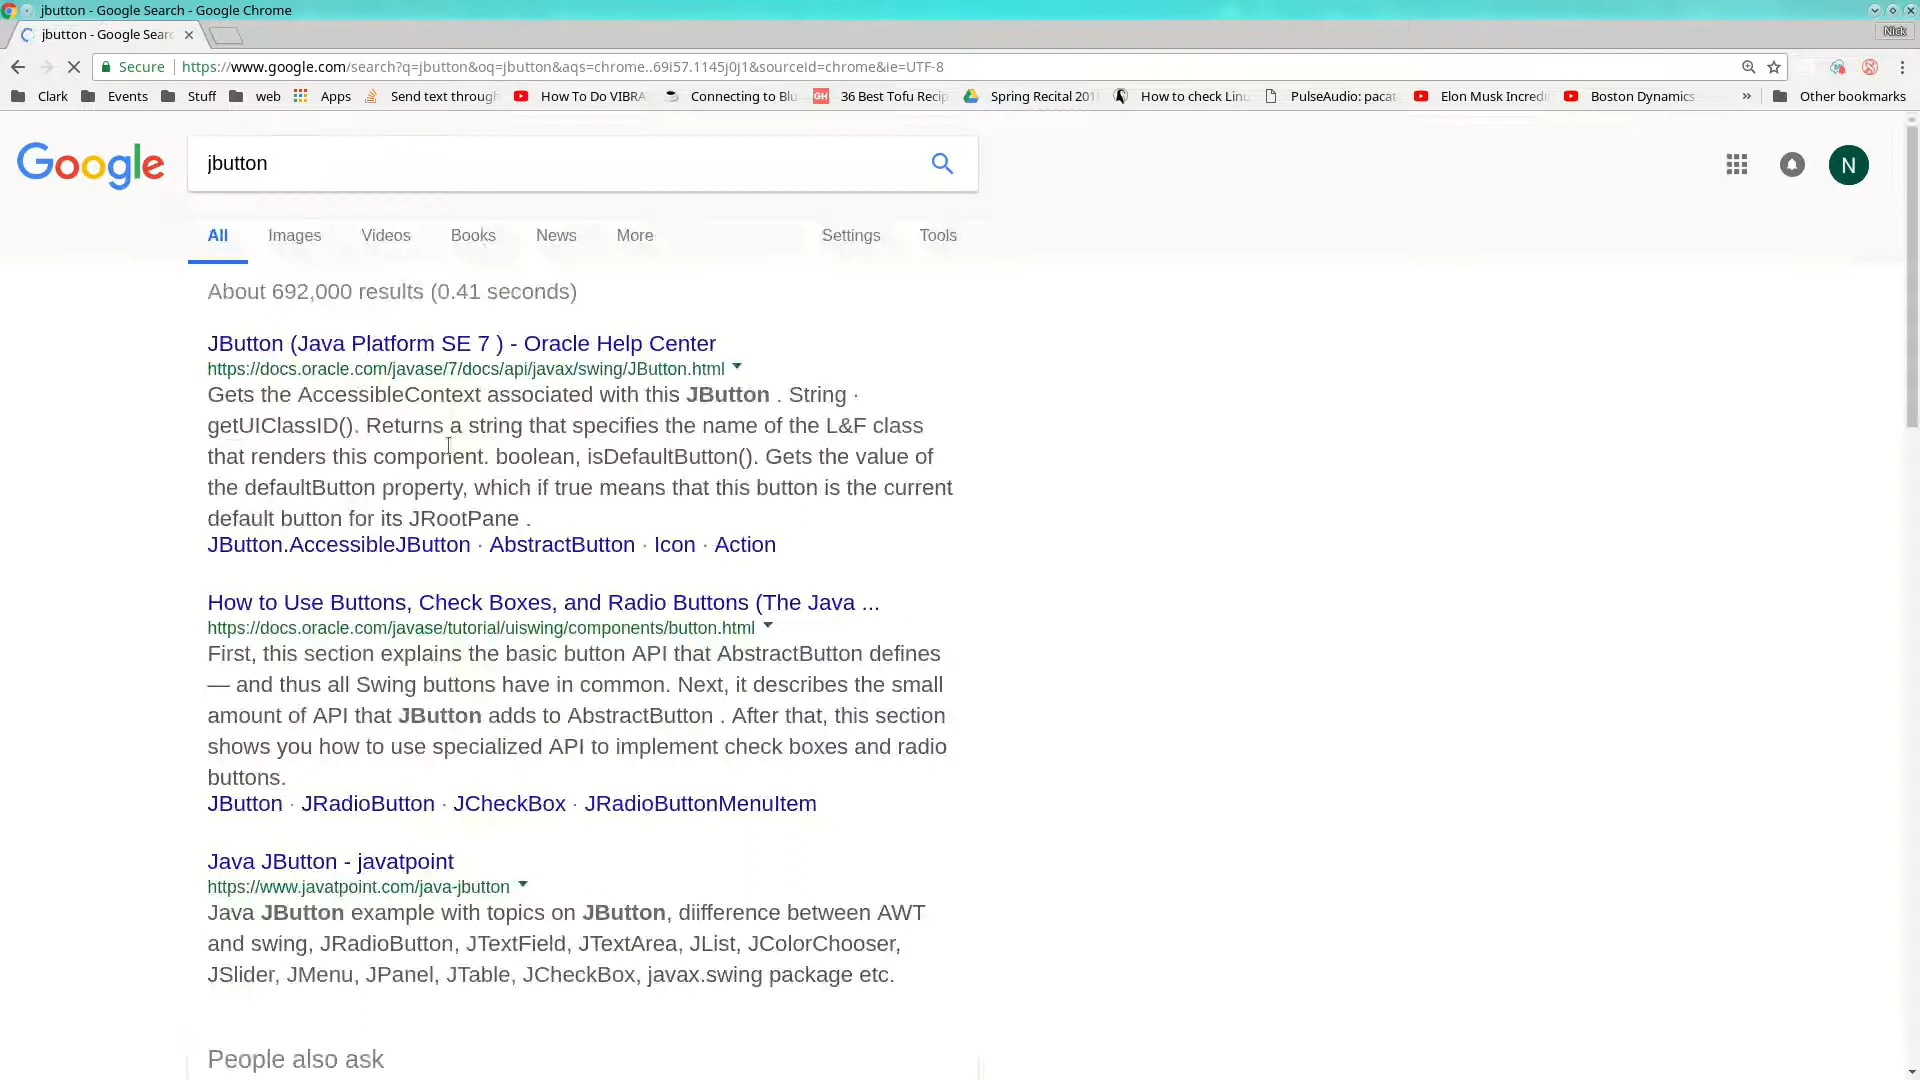 jbutton - Google Search - Google Chrome
jbutton - Google Sear
Nick
Secure
https://www.google.com/search?q=jbutton&oq=jbutton&aqs=chrome..69i57.1145j0j1&sourceid=chrome&ie=UTF-8
Clark Events Stuff web Apps Send text throug How To Do VIBRA Connecting to Blu 36 Best Tofu Recip Spring Recital 201 How to check Linu PulseAudio: pacat Elon Musk Incredi Boston Dynamics » Other bookmarks
Google
jbutton
N
All Images Videos Books News More Settings Tools
About 692,000 results (0.41 seconds)
JButton (Java Platform SE 7 ) - Oracle Help Center
https://docs.oracle.com/javase/7/docs/api/javax/swing/JButton.html
Gets the AccessibleContext associated with this JButton . String ·
getUIClassID(). Returns a string that specifies the name of the L&F class
that renders this component. boolean, isDefaultButton(). Gets the value of
the defaultButton property, which if true means that this button is the current
default button for its JRootPane .
JButton.AccessibleJButton · AbstractButton · Icon · Action
How to Use Buttons, Check Boxes, and Radio Buttons (The Java ...
https://docs.oracle.com/javase/tutorial/uiswing/components/button.html
First, this section explains the basic button API that AbstractButton defines
— and thus all Swing buttons have in common. Next, it describes the small
amount of API that JButton adds to AbstractButton . After that, this section
shows you how to use specialized API to implement check boxes and radio
buttons.
JButton · JRadioButton · JCheckBox · JRadioButtonMenuItem
Java JButton - javatpoint
https://www.javatpoint.com/java-jbutton
Java JButton example with topics on JButton, diifference between AWT
and swing, JRadioButton, JTextField, JTextArea, JList, JColorChooser,
JSlider, JMenu, JPanel, JTable, JCheckBox, javax.swing package etc.
People also ask